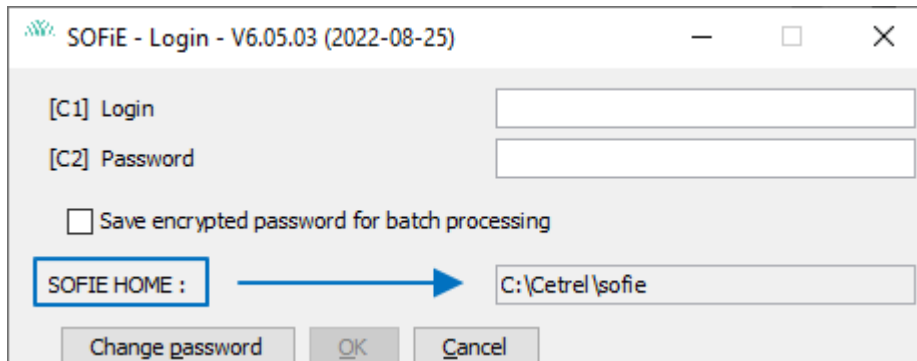 SOFiE - Login - V6.05.03 (2022-08-25)
[C1] Login
[C2] Password
Save encrypted password for batch processing
SOFIE HOME : C:\Cetrel\sofie
Change password OK Cancel